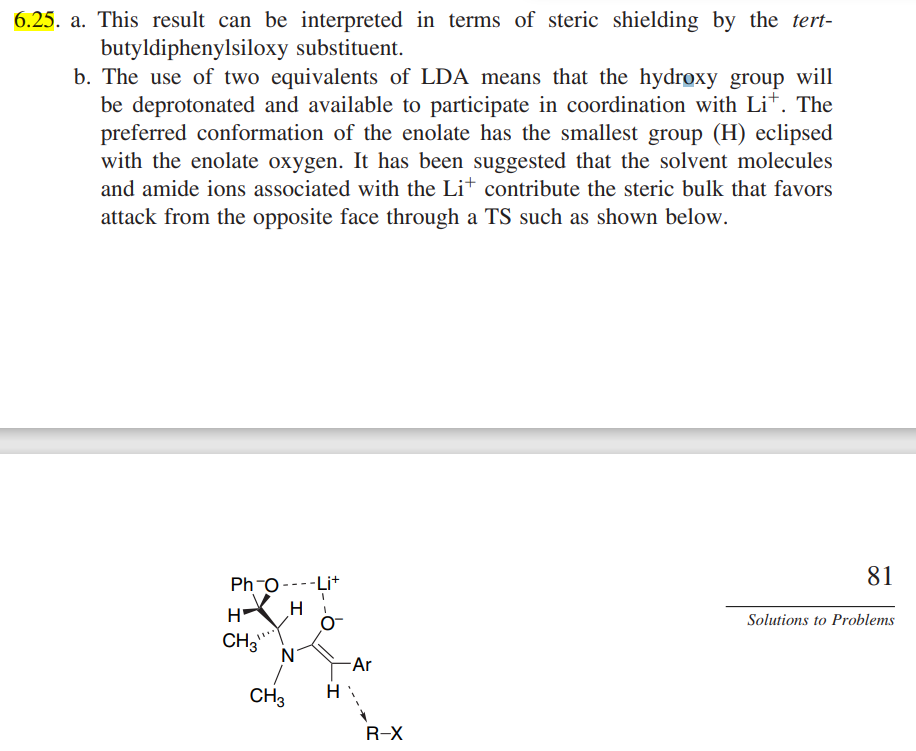 6.25. a. This result can be interpreted in terms of steric shielding by the tert-
butyldiphenylsiloxy substituent.
b. The use of two equivalents of LDA means that the hydroxy group will
be deprotonated and available to participate in coordination with Li⁺. The
preferred conformation of the enolate has the smallest group (H) eclipsed
with the enolate oxygen. It has been suggested that the solvent molecules
and amide ions associated with the Li⁺ contribute the steric bulk that favors
attack from the opposite face through a TS such as shown below.
81
Solutions to Problems
Ph ⁻O Li⁺
H H
O⁻
CH₃
N
Ar
CH₃ H
R–X